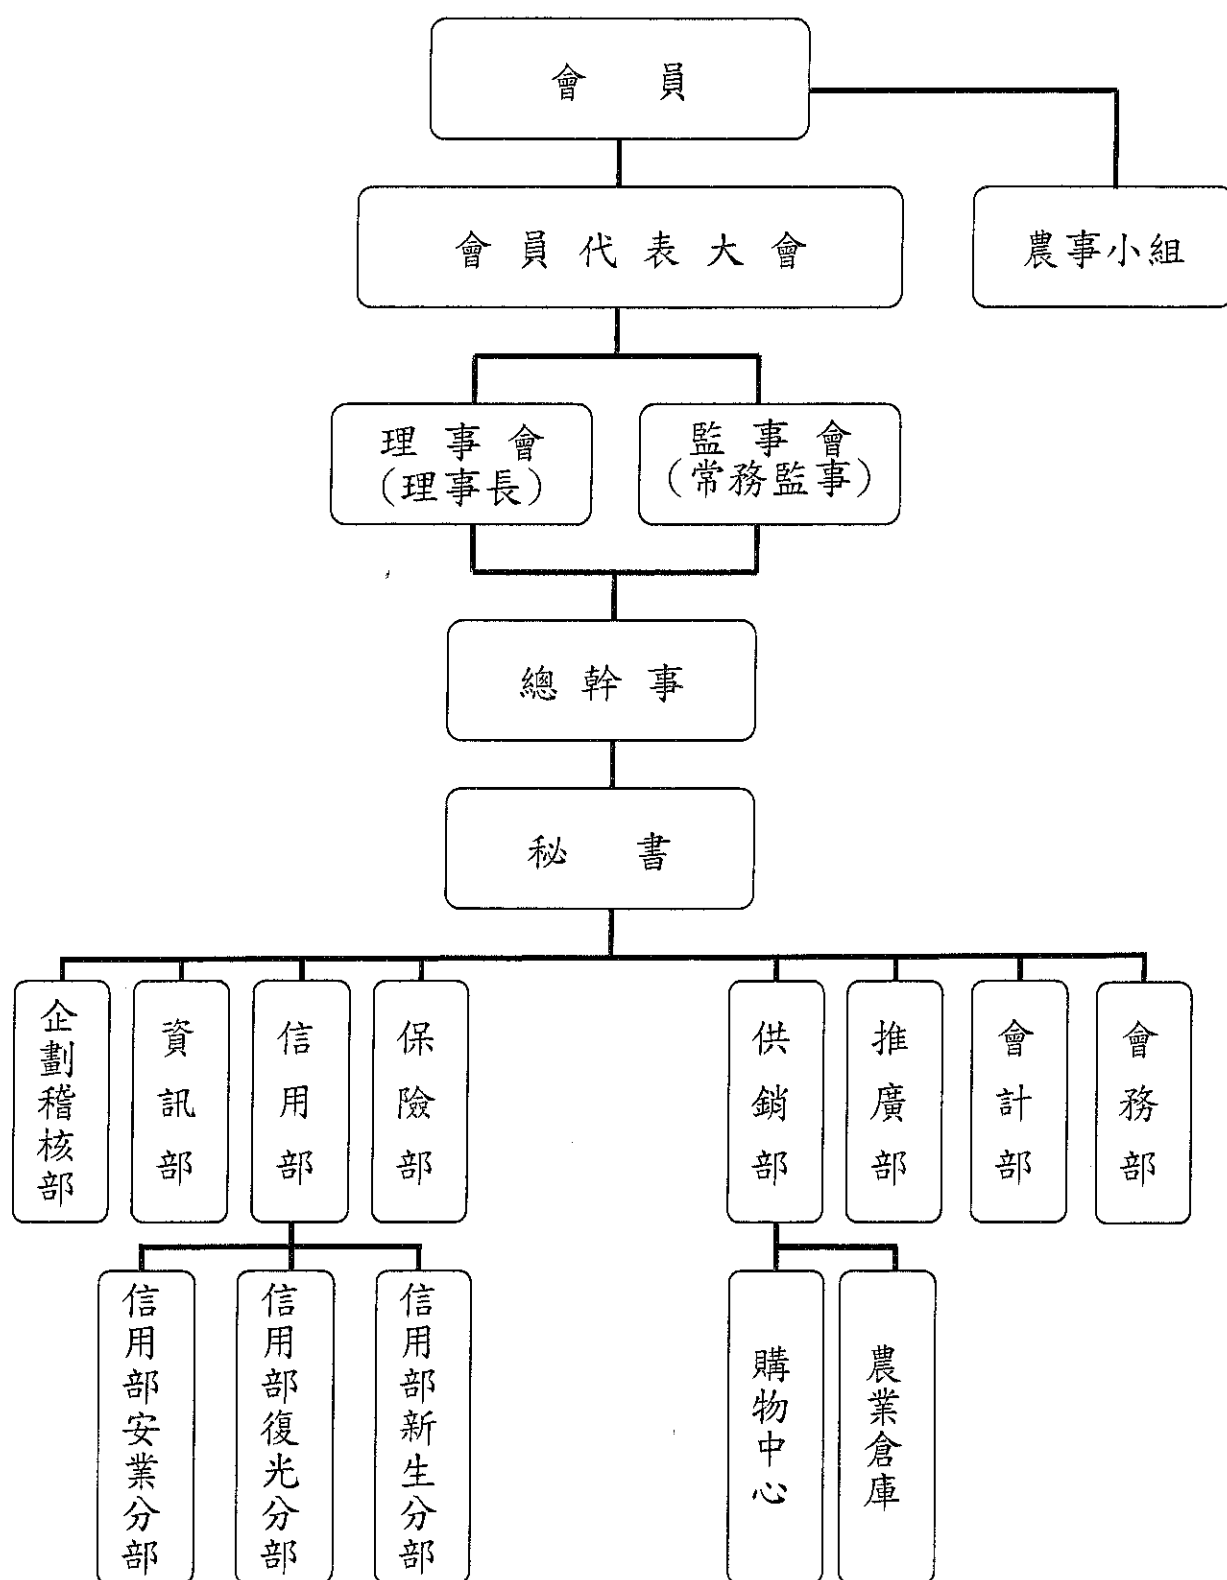 會員
會員代表大會
農事小組
理事會
(理事長)
監事會
(常務監事)
總幹事
秘書
企劃稽核部
資訊部
信用部
保險部
供銷部
推廣部
會計部
會務部
信用部安業分部
信用部復光分部
信用部新生分部
購物中心
農業倉庫